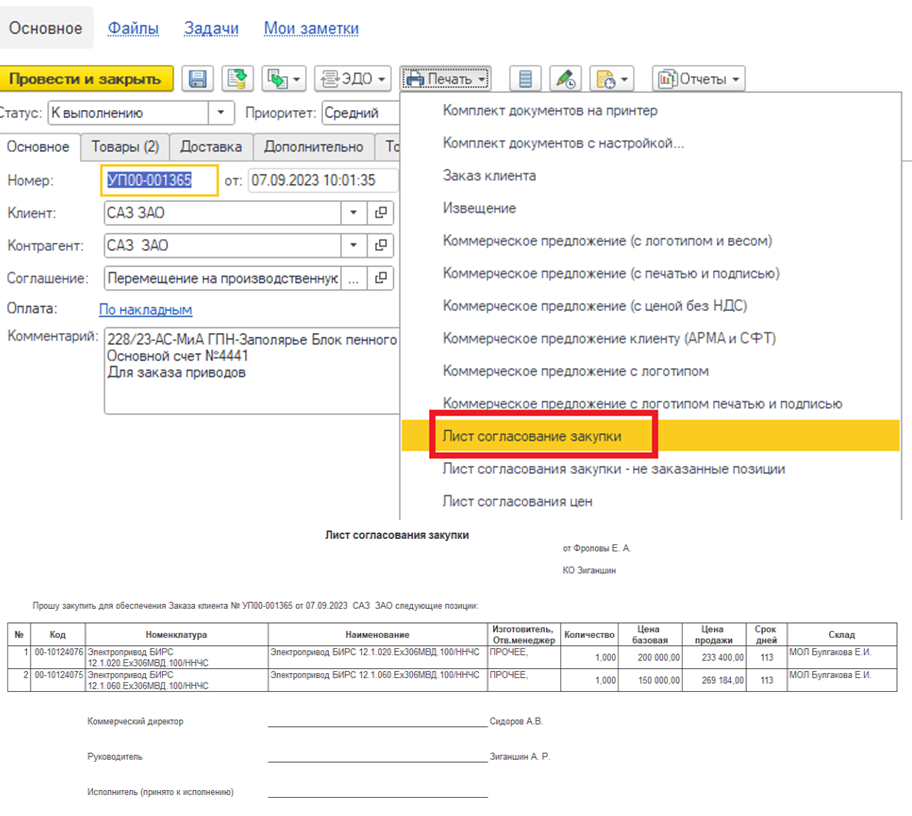 Основное Файлы Задачи Мои заметки
Провести и закрыть ЭДО Печать Отчеты
Статус: К выполнению Приоритет: Средний
Основное Товары (2) Доставка Дополнительно То
Номер: УП00-001365 от: 07.09.2023 10:01:35
Клиент: САЗ ЗАО
Контрагент: САЗ ЗАО
Соглашение: Перемещение на производственную ...
Оплата: По накладным
Комментарий: 228/23-АС-МиА ГПН-Заполярье Блок пенного
Основной счет №4441
Для заказа приводов
Комплект документов на принтер
Комплект документов с настройкой...
Заказ клиента
Извещение
Коммерческое предложение (с логотипом и весом)
Коммерческое предложение (с печатью и подписью)
Коммерческое предложение (с ценой без НДС)
Коммерческое предложение клиенту (АРМА и СФТ)
Коммерческое предложение с логотипом
Коммерческое предложение с логотипом печатью и подписью
Лист согласование закупки
Лист согласования закупки - не заказанные позиции
Лист согласования цен
Лист согласования закупки
от Фроловы Е. А.
КО Зиганшин
Прошу закупить для обеспечения Заказа клиента № УП00-001365 от 07.09.2023 САЗ ЗАО следующие позиции:
№ Код Номенклатура Наименование Изготовитель, Отв.менеджер Количество Цена базовая Цена продажи Срок дней Склад
1 00-10124076 Электропривод БИРС 12.1.020.Ех306МВД.100/ННЧС Электропривод БИРС 12.1.020.Ех306МВД.100/ННЧС ПРОЧЕЕ, 1,000 200 000,00 233 400,00 113 МОЛ Булгакова Е.И.
2 00-10124075 Электропривод БИРС 12.1.060.Ех306МВД.100/ННЧС Электропривод БИРС 12.1.060.Ех306МВД.100/ННЧС ПРОЧЕЕ, 1,000 150 000,00 269 184,00 113 МОЛ Булгакова Е.И.
Коммерческий директор Сидоров А.В.
Руководитель Зиганшин А. Р.
Исполнитель (принято к исполнению)